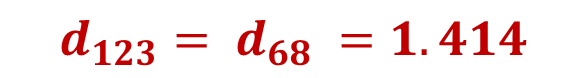 d₁₂₃ = d₆₈ = 1.414